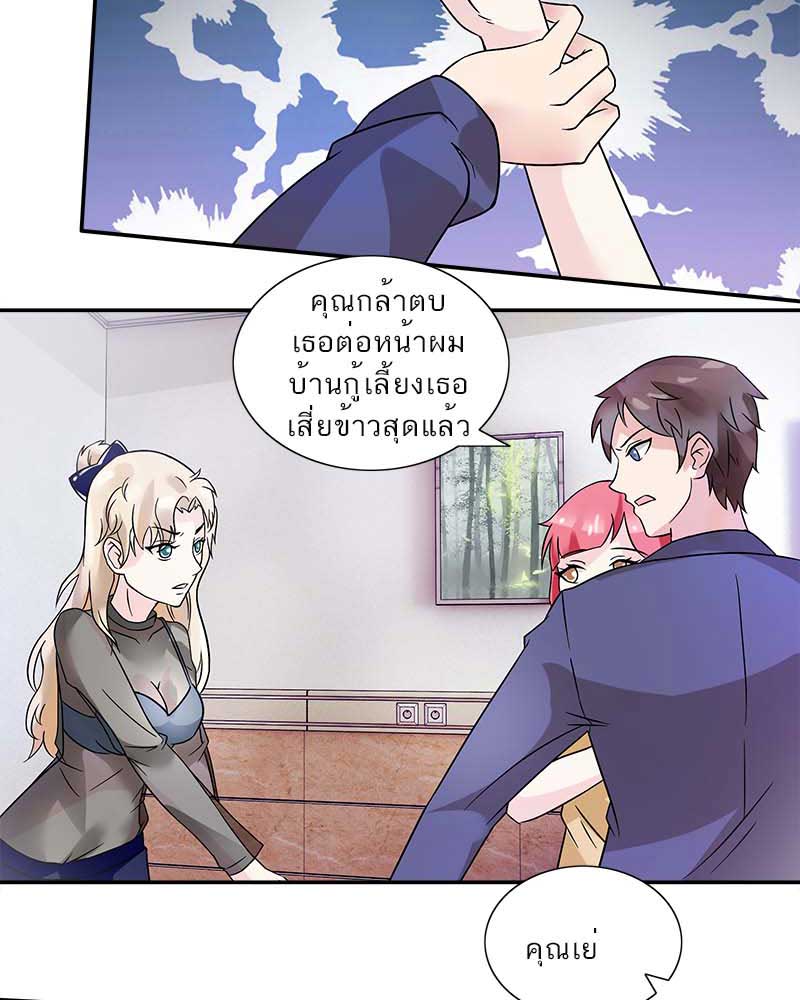 คุณกล้าตบ
เธอต่อหน้าผม
บ้านกู้เลี้ยงเธอ
เสี่ยข้าวสุดแล้ว
คุณเย่